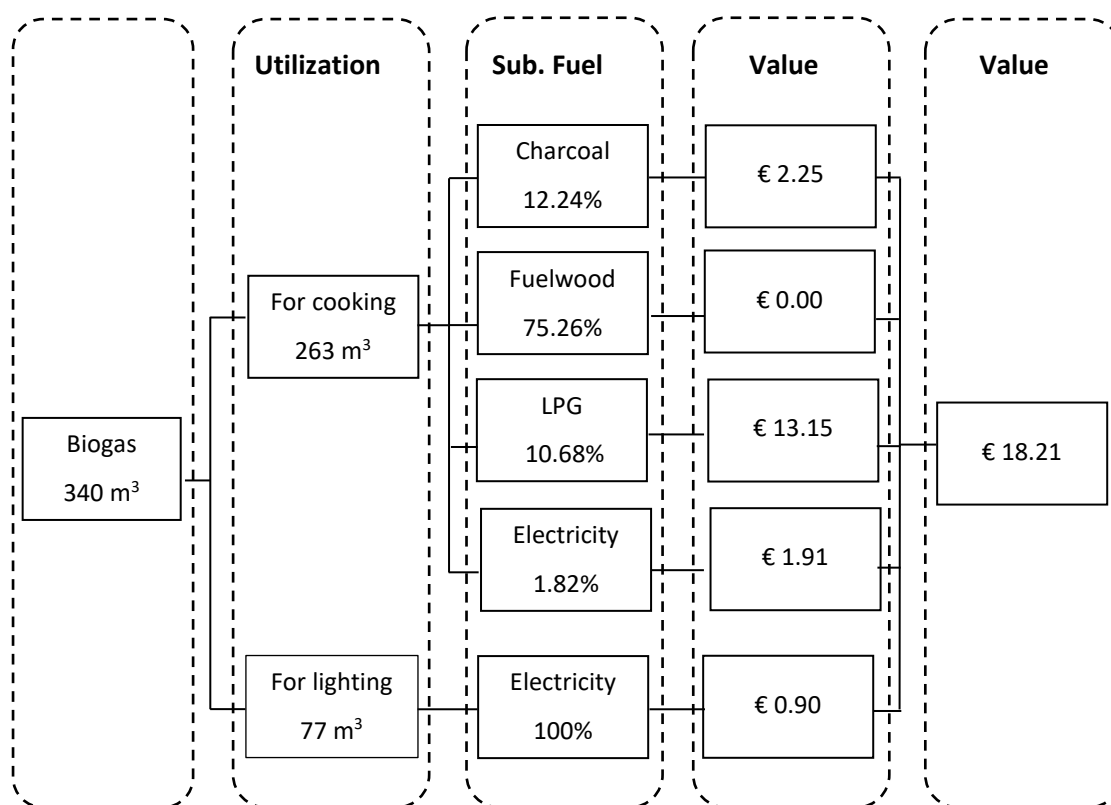 Utilization
Sub. Fuel
Value
Value
Charcoal
12.24%
€ 2.25
Fuelwood
75.26%
€ 0.00
For cooking
263 m³
LPG
10.68%
€ 13.15
Biogas
340 m³
€ 18.21
Electricity
1.82%
€ 1.91
For lighting
77 m³
Electricity
100%
€ 0.90